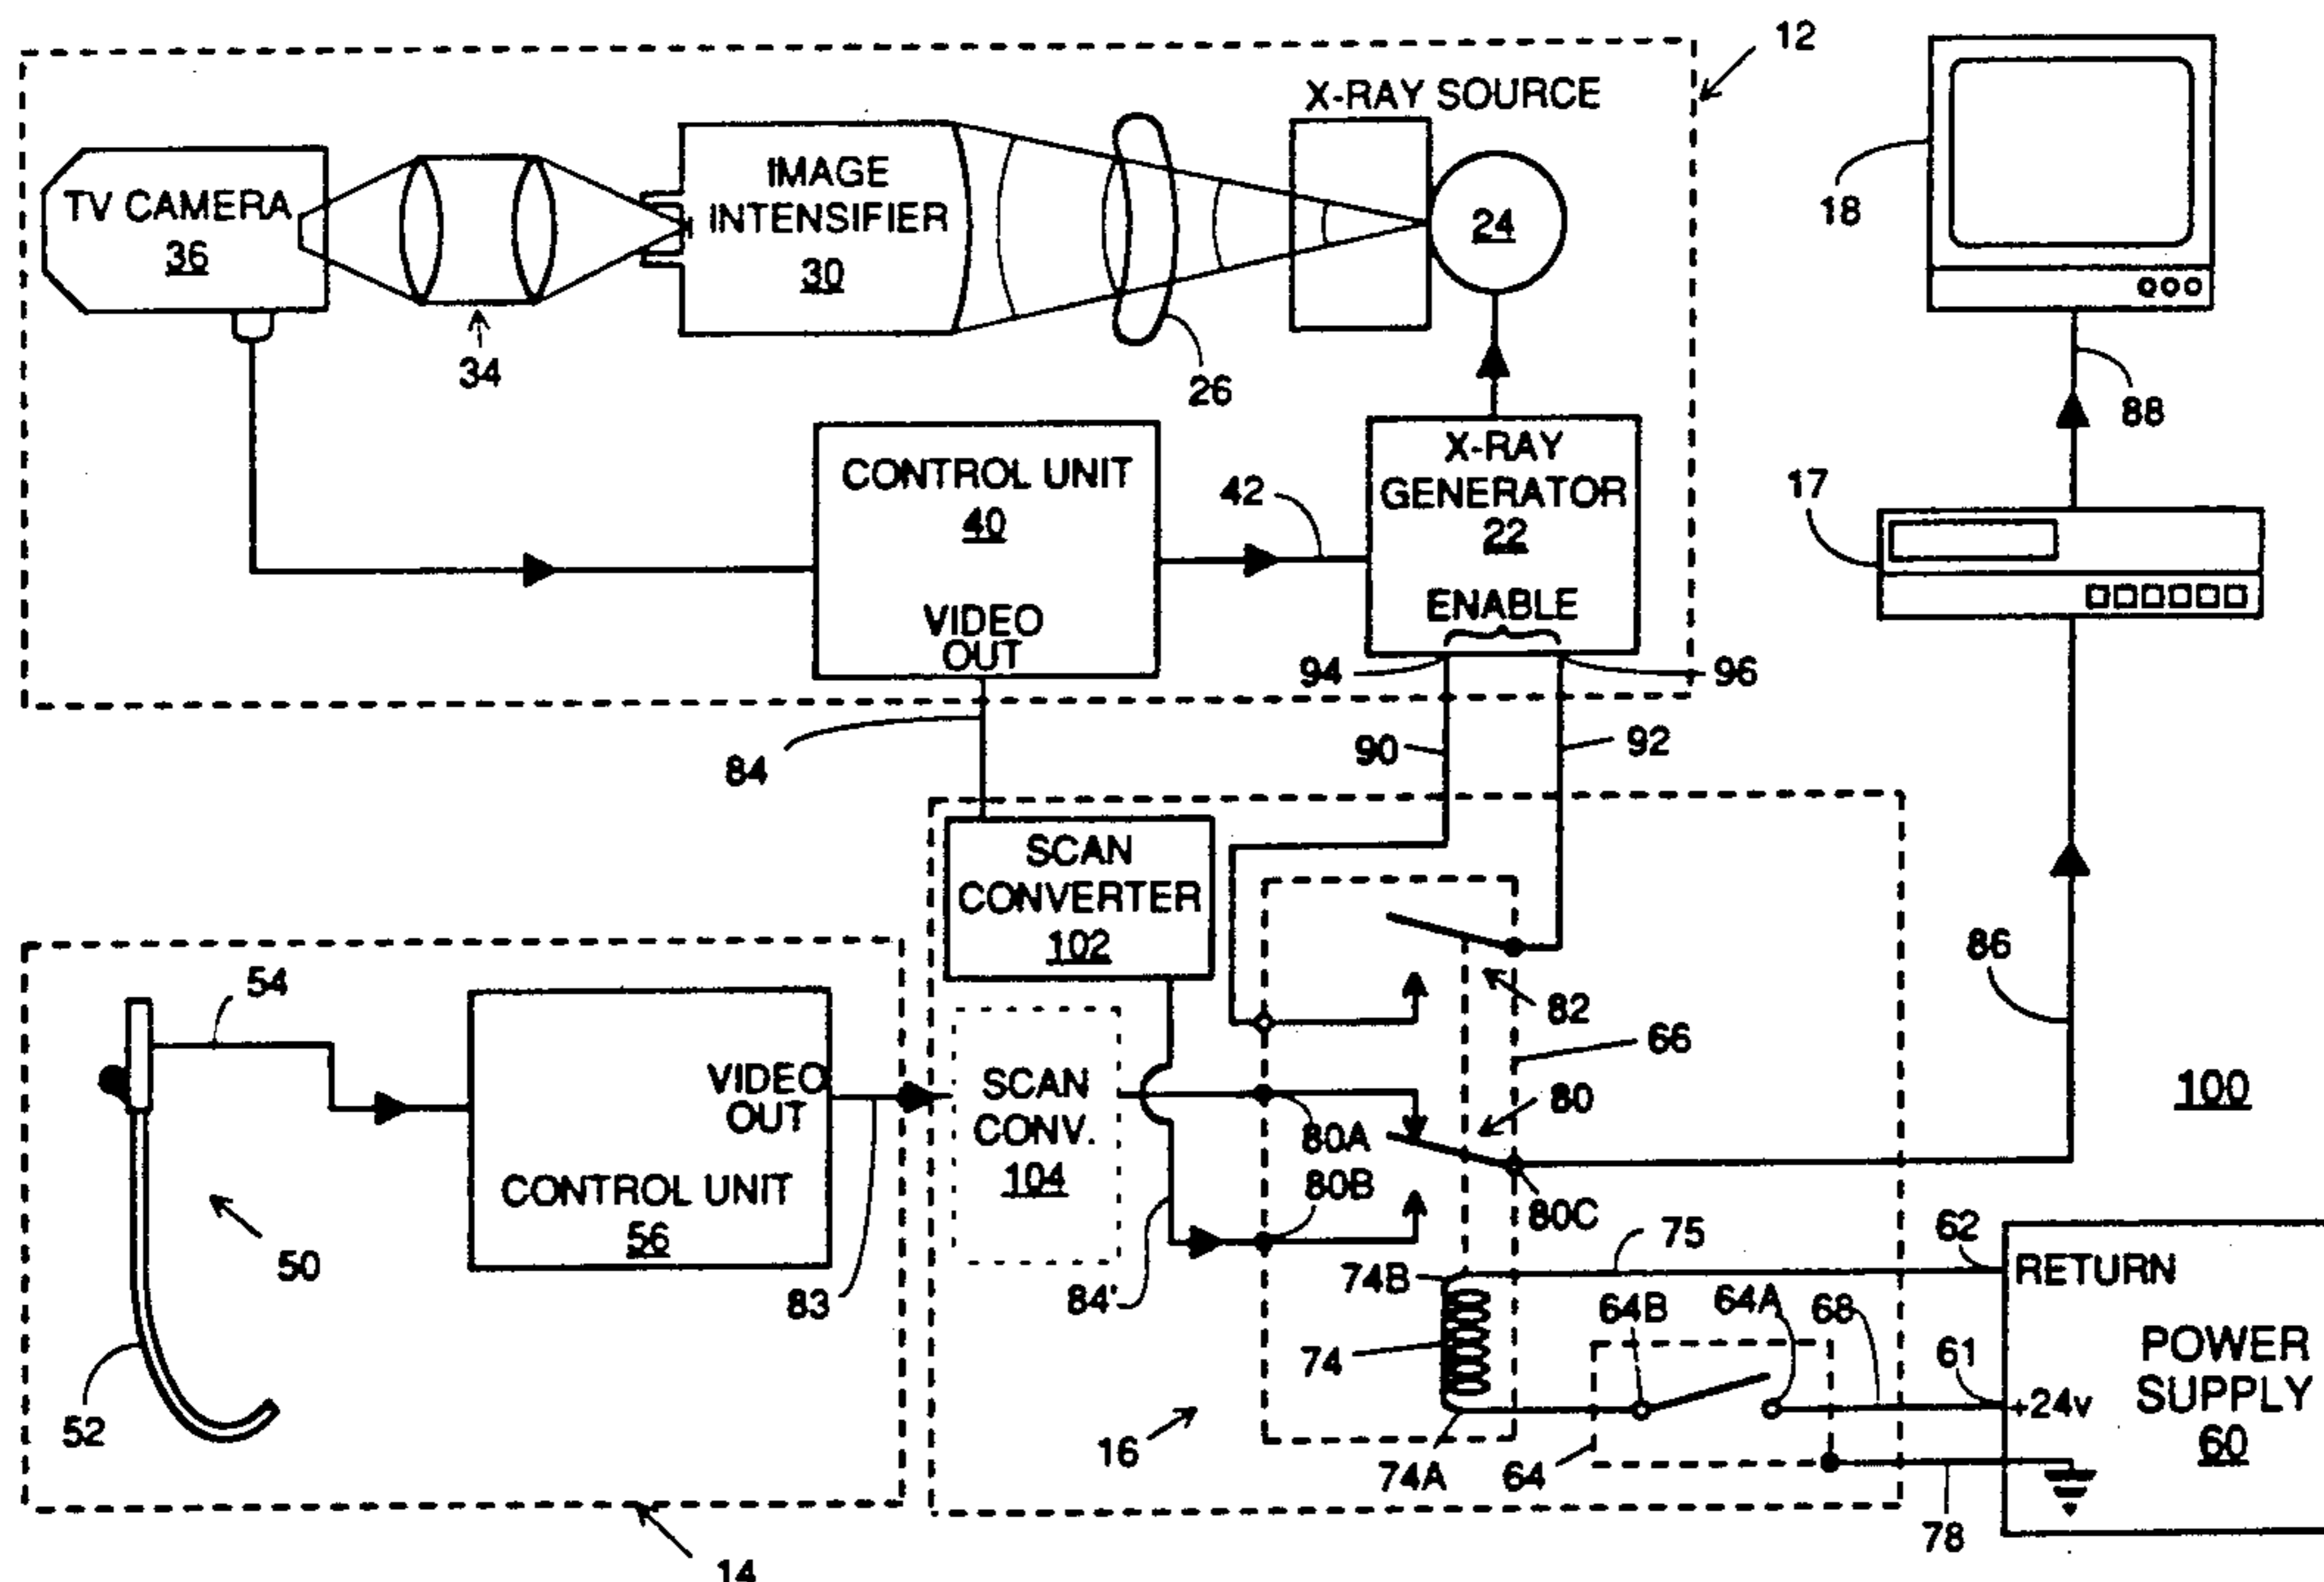 12
X-RAY SOURCE
TV CAMERA
36
IMAGE
INTENSIFIER
30
24
18
34
26
88
CONTROL UNIT
40
VIDEO
OUT
42
X-RAY
GENERATOR
22
ENABLE
17
94
96
84
90
92
SCAN
CONVERTER
102
82
66
86
100
54
VIDEO
OUT
CONTROL UNIT
56
50
52
83
SCAN
CONV.
104
80
80A
80B
80C
84'
75
62
RETURN
74B
64B
64A
68
74
61
+24v
POWER
SUPPLY
60
16
74A
64
78
14